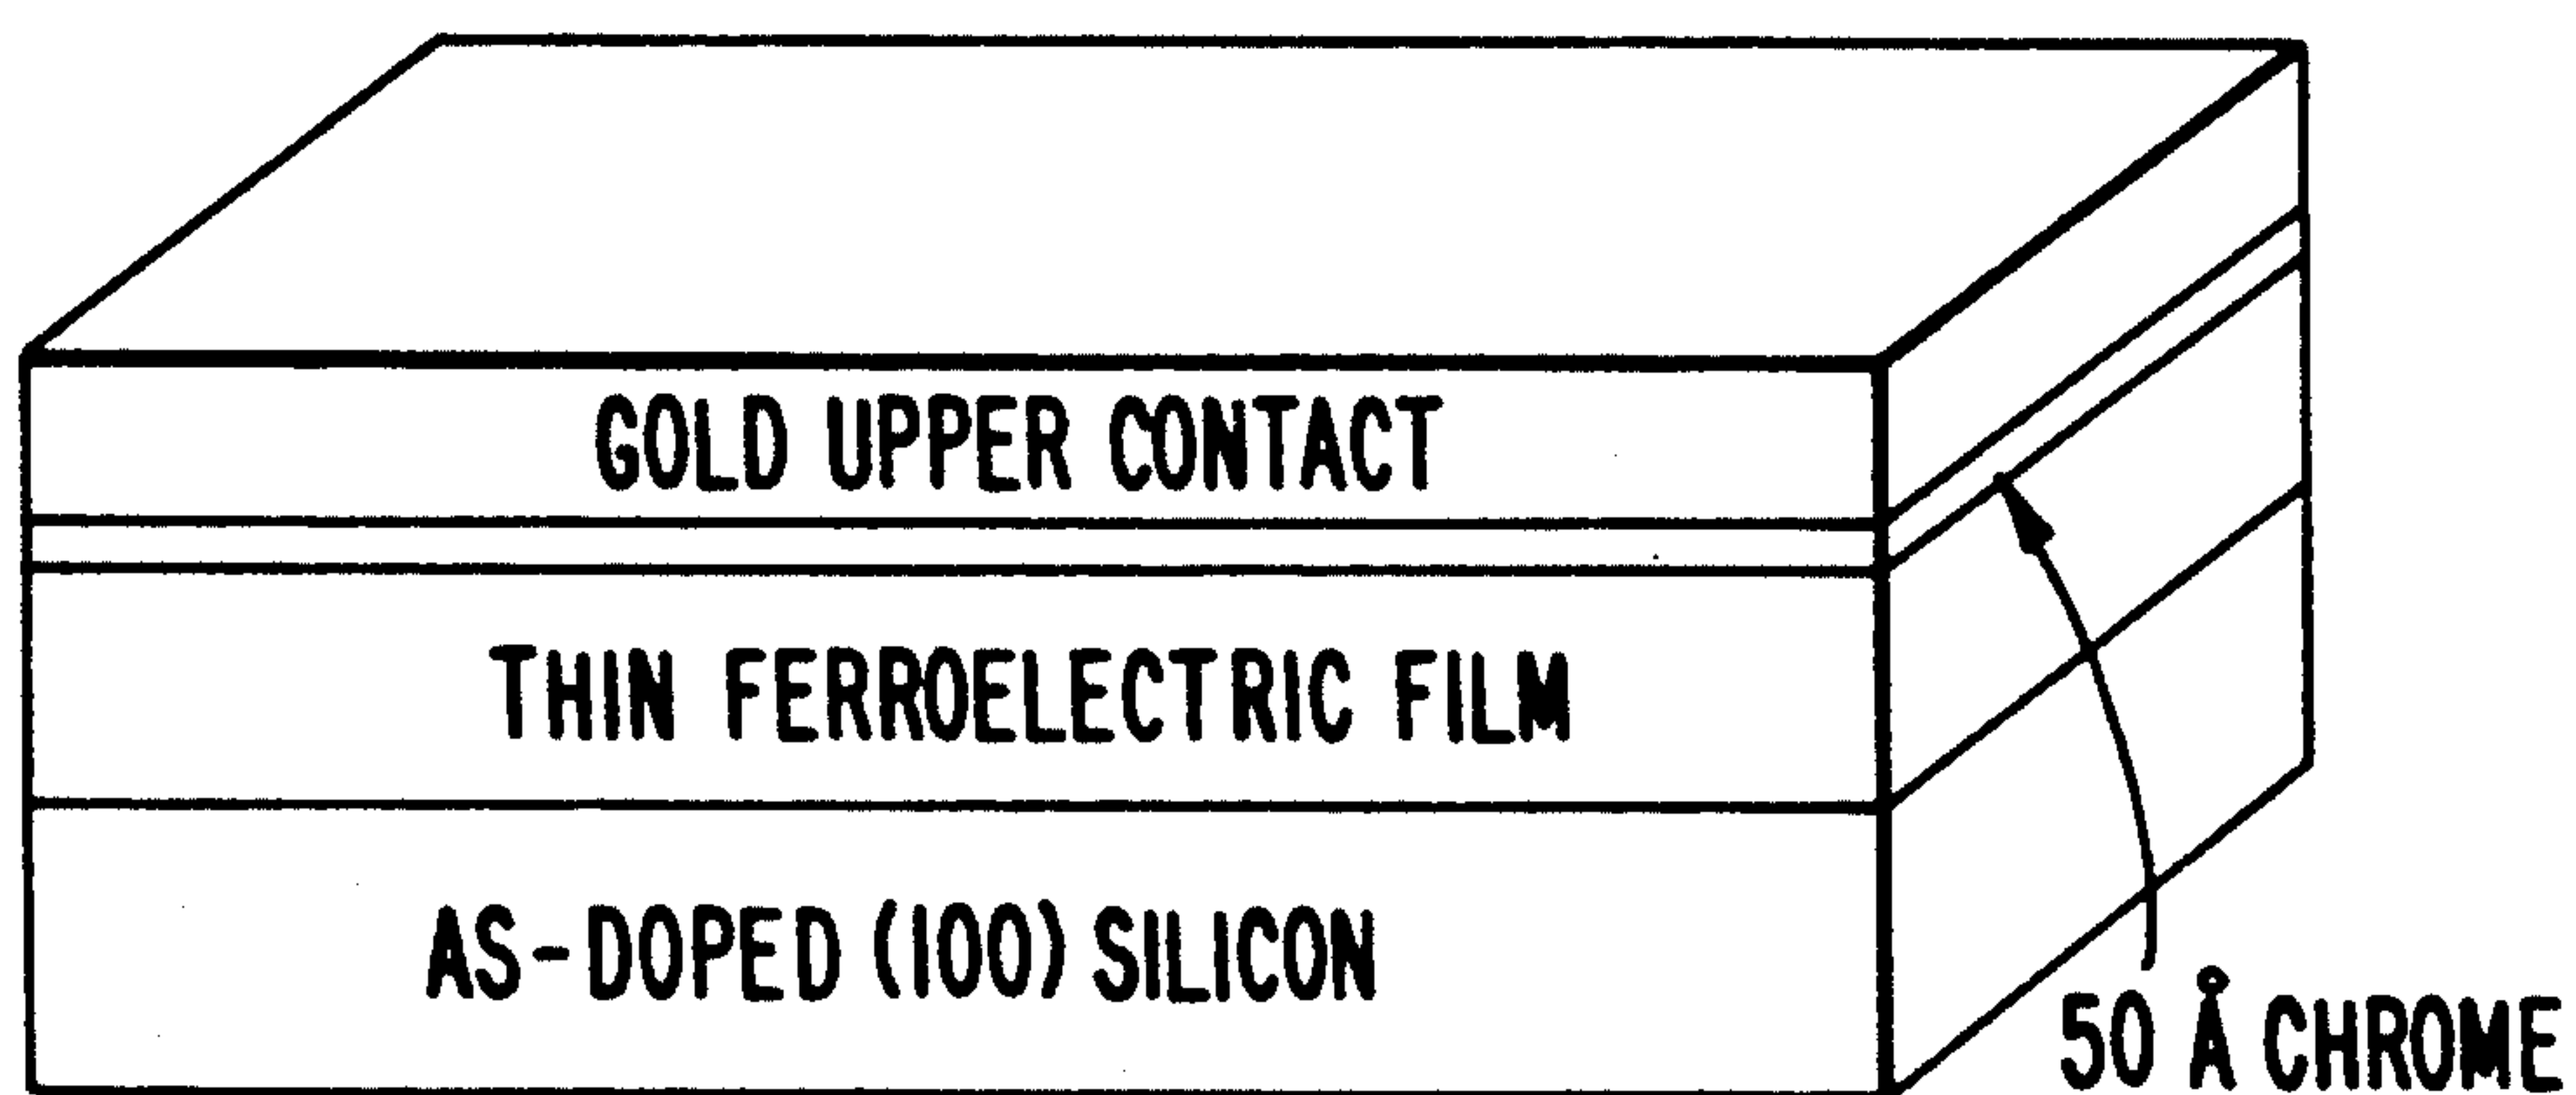 GOLD UPPER CONTACT
THIN FERROELECTRIC FILM
AS-DOPED (100) SILICON
50 Å CHROME